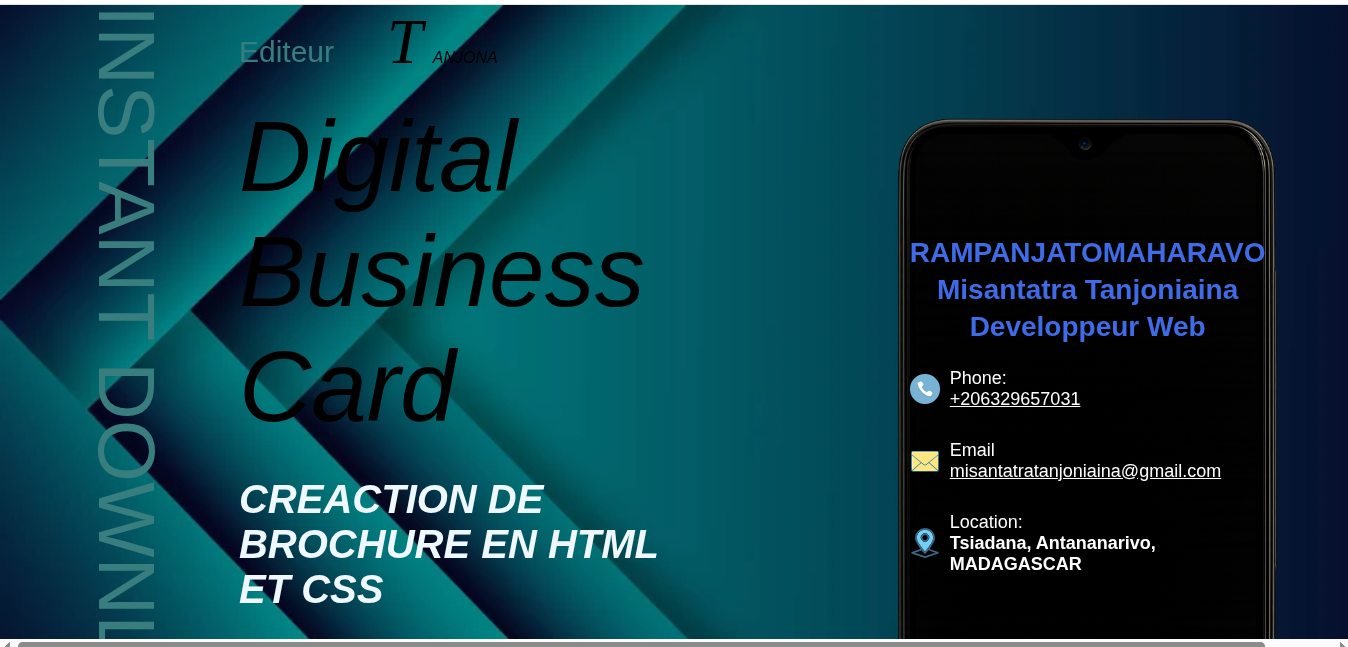 INSTANT DOWNL
Editeur
T ANJONA
Digital
Business
Card
CREACTION DE
BROCHURE EN HTML
ET CSS
RAMPANJATOMAHARAVO
Misantatra Tanjoniaina
Developpeur Web
Phone:
+206329657031
Email
misantatratanjoniaina@gmail.com
Location:
Tsiadana, Antananarivo,
MADAGASCAR